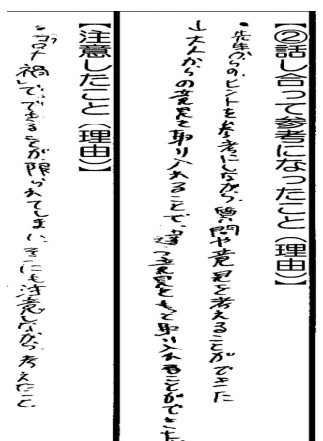 【②話し合って参考になったこと(理由)】
・先生からのヒントを参考にしながら、質問や意見を考えることができた
↓大人からの意見を取り入れることで、違う意見をもっと取り入れることができた。
【注意したこと(理由)】
・コロナ禍で、できることが限られてしまい、そこにも注意しながら考えたこと